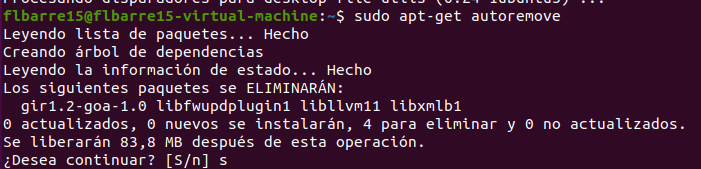 Procesando disparadores para desktop-file-utils (0.24-1ubuntu3) ...
flbarre15@flbarre15-virtual-machine:~$ sudo apt-get autoremove
Leyendo lista de paquetes... Hecho
Creando árbol de dependencias
Leyendo la información de estado... Hecho
Los siguientes paquetes se ELIMINARÁN:
  gir1.2-goa-1.0 libfwupdplugin1 libllvm11 libxmlb1
0 actualizados, 0 nuevos se instalarán, 4 para eliminar y 0 no actualizados.
Se liberarán 83,8 MB después de esta operación.
¿Desea continuar? [S/n] s